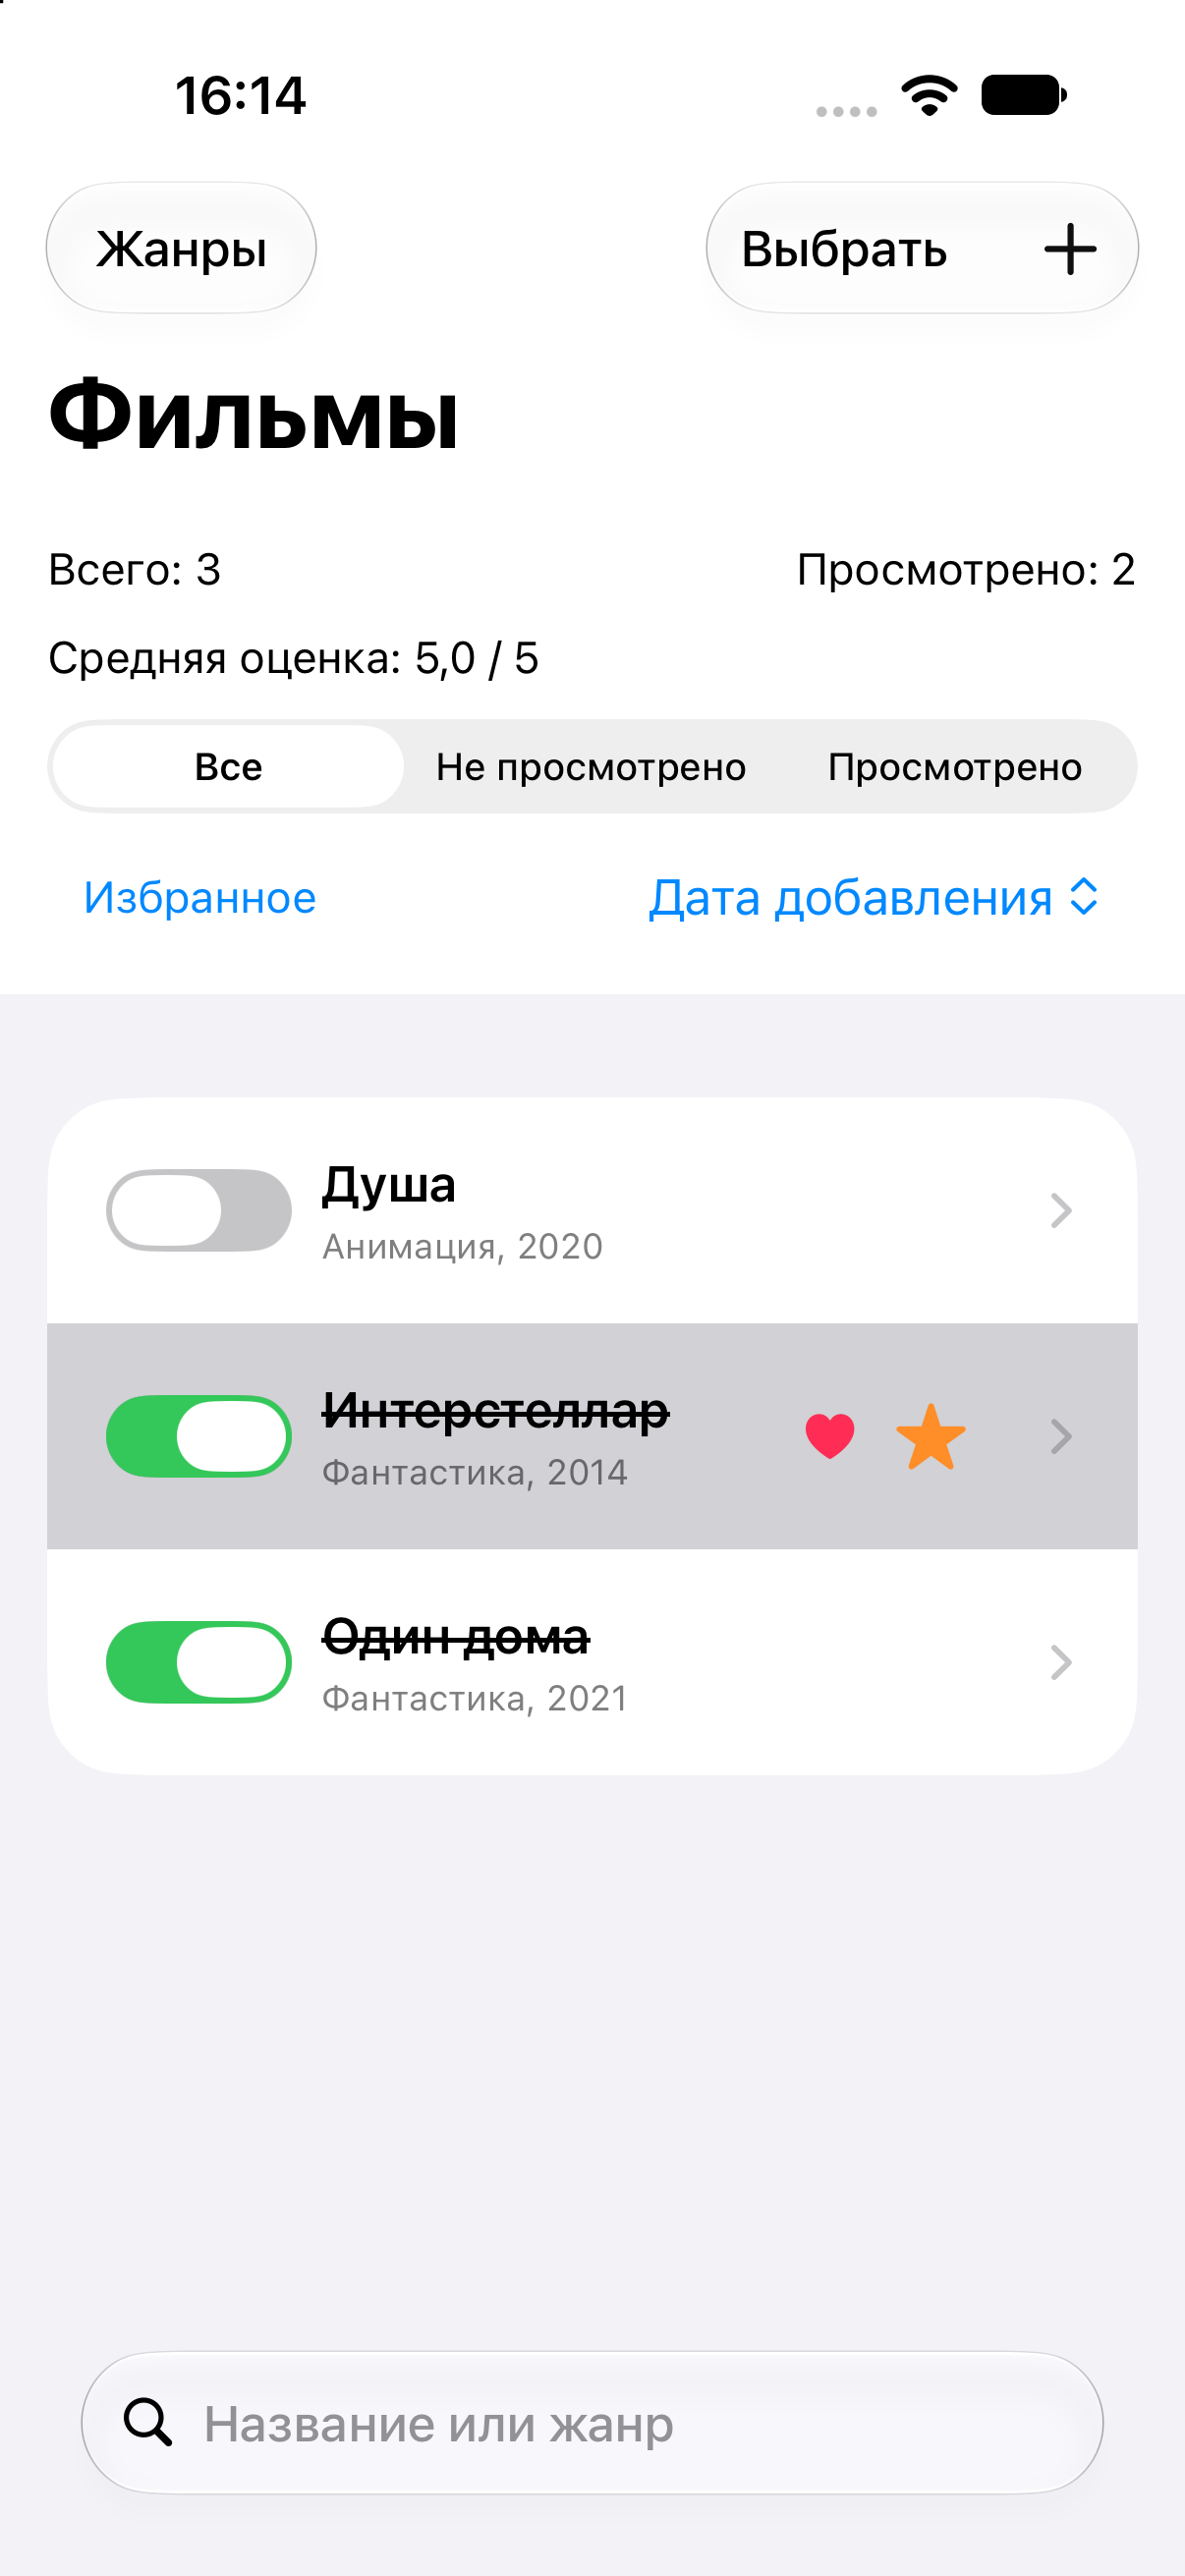 16:14
Жанры
Выбрать
Фильмы
Всего: 3
Просмотрено: 2
Средняя оценка: 5,0 / 5
Все
Не просмотрено
Просмотрено
Избранное
Дата добавления
Душа
Анимация, 2020
Интерстеллар
Фантастика, 2014
Один дома
Фантастика, 2021
Название или жанр